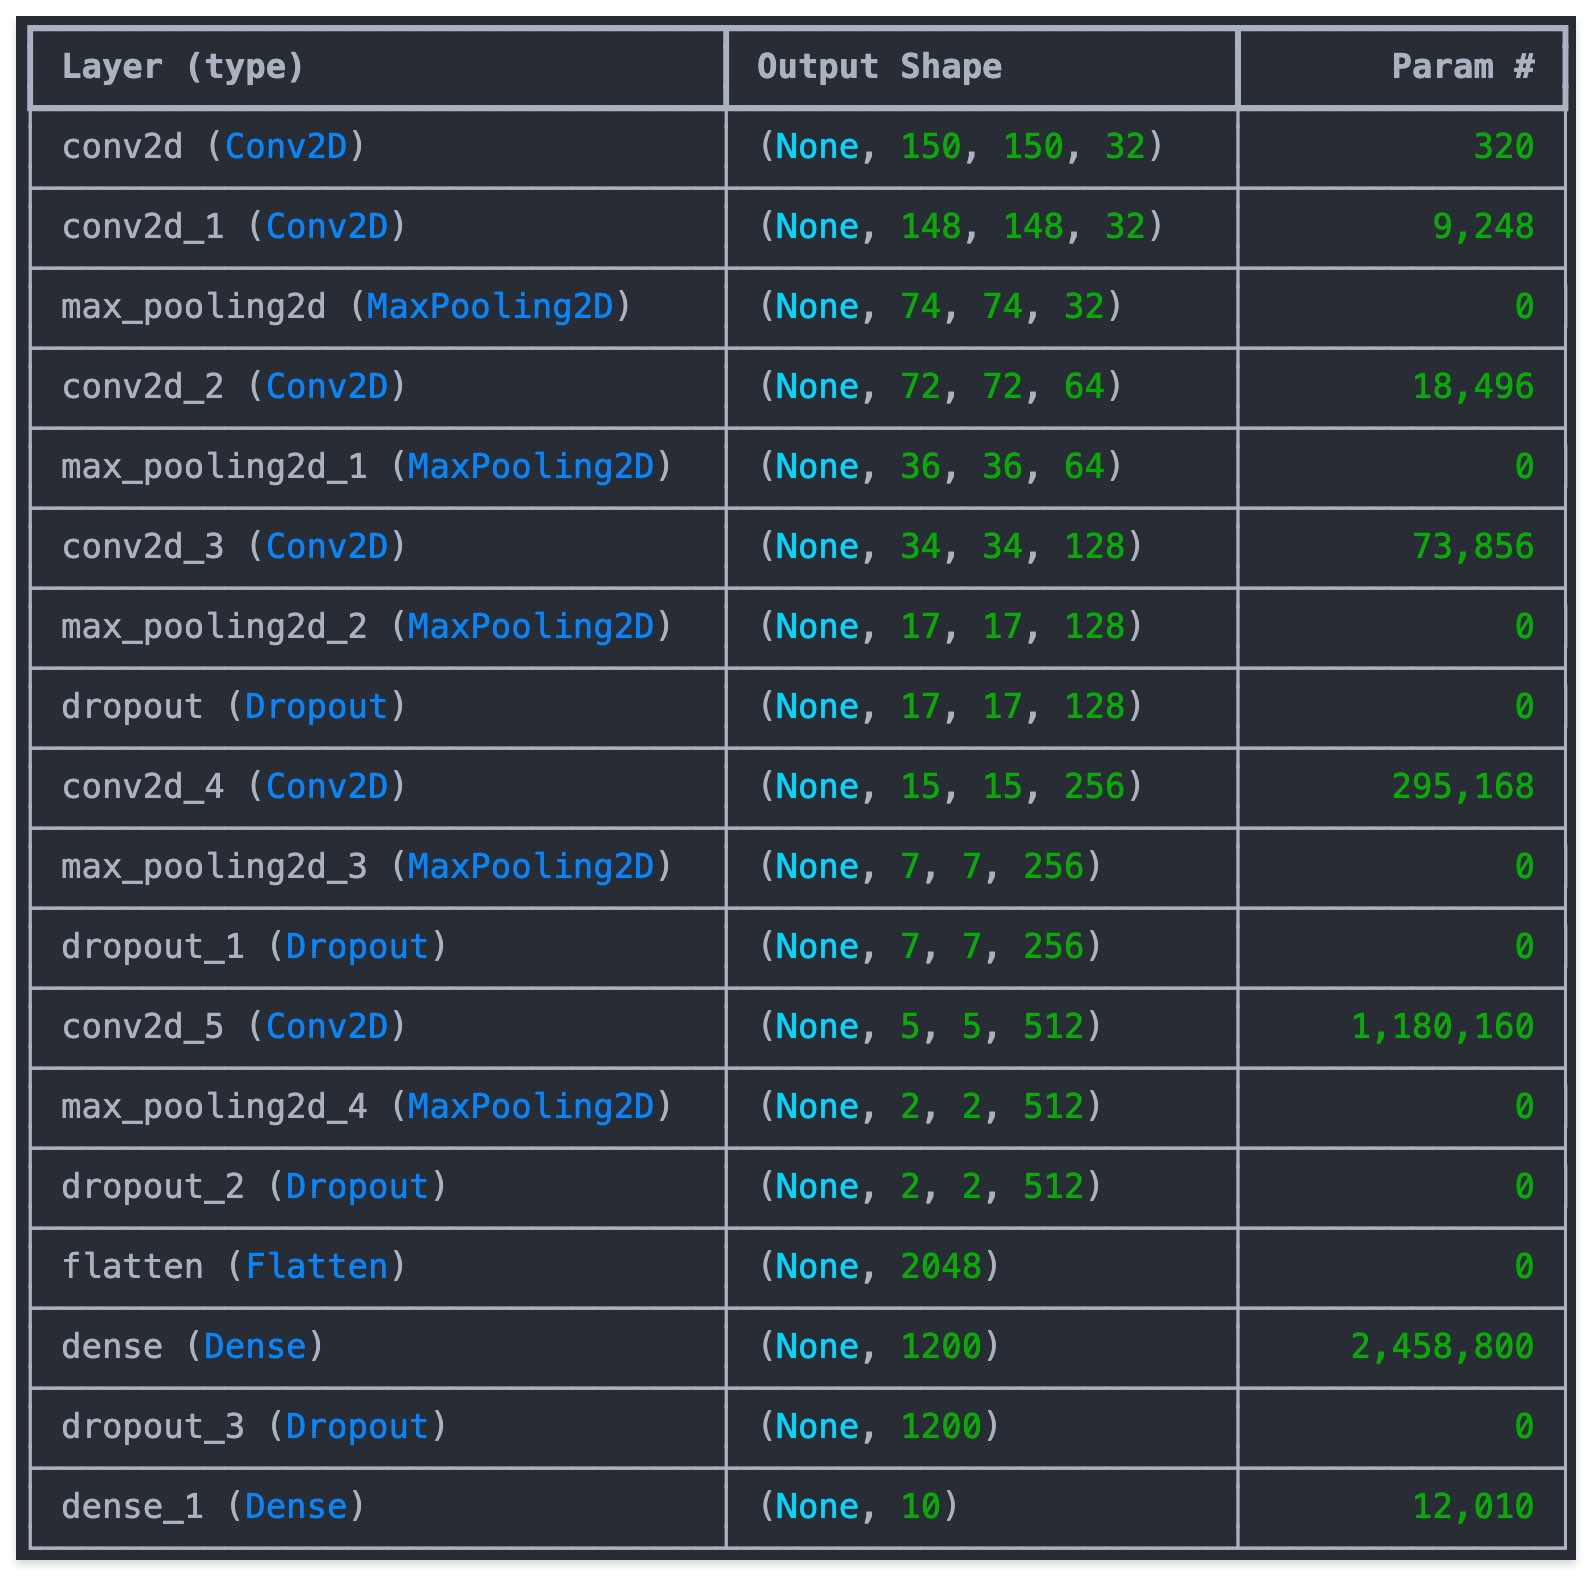 Layer (type) Output Shape Param #
conv2d (Conv2D) (None, 150, 150, 32) 320
conv2d_1 (Conv2D) (None, 148, 148, 32) 9,248
max_pooling2d (MaxPooling2D) (None, 74, 74, 32) 0
conv2d_2 (Conv2D) (None, 72, 72, 64) 18,496
max_pooling2d_1 (MaxPooling2D) (None, 36, 36, 64) 0
conv2d_3 (Conv2D) (None, 34, 34, 128) 73,856
max_pooling2d_2 (MaxPooling2D) (None, 17, 17, 128) 0
dropout (Dropout) (None, 17, 17, 128) 0
conv2d_4 (Conv2D) (None, 15, 15, 256) 295,168
max_pooling2d_3 (MaxPooling2D) (None, 7, 7, 256) 0
dropout_1 (Dropout) (None, 7, 7, 256) 0
conv2d_5 (Conv2D) (None, 5, 5, 512) 1,180,160
max_pooling2d_4 (MaxPooling2D) (None, 2, 2, 512) 0
dropout_2 (Dropout) (None, 2, 2, 512) 0
flatten (Flatten) (None, 2048) 0
dense (Dense) (None, 1200) 2,458,800
dropout_3 (Dropout) (None, 1200) 0
dense_1 (Dense) (None, 10) 12,010